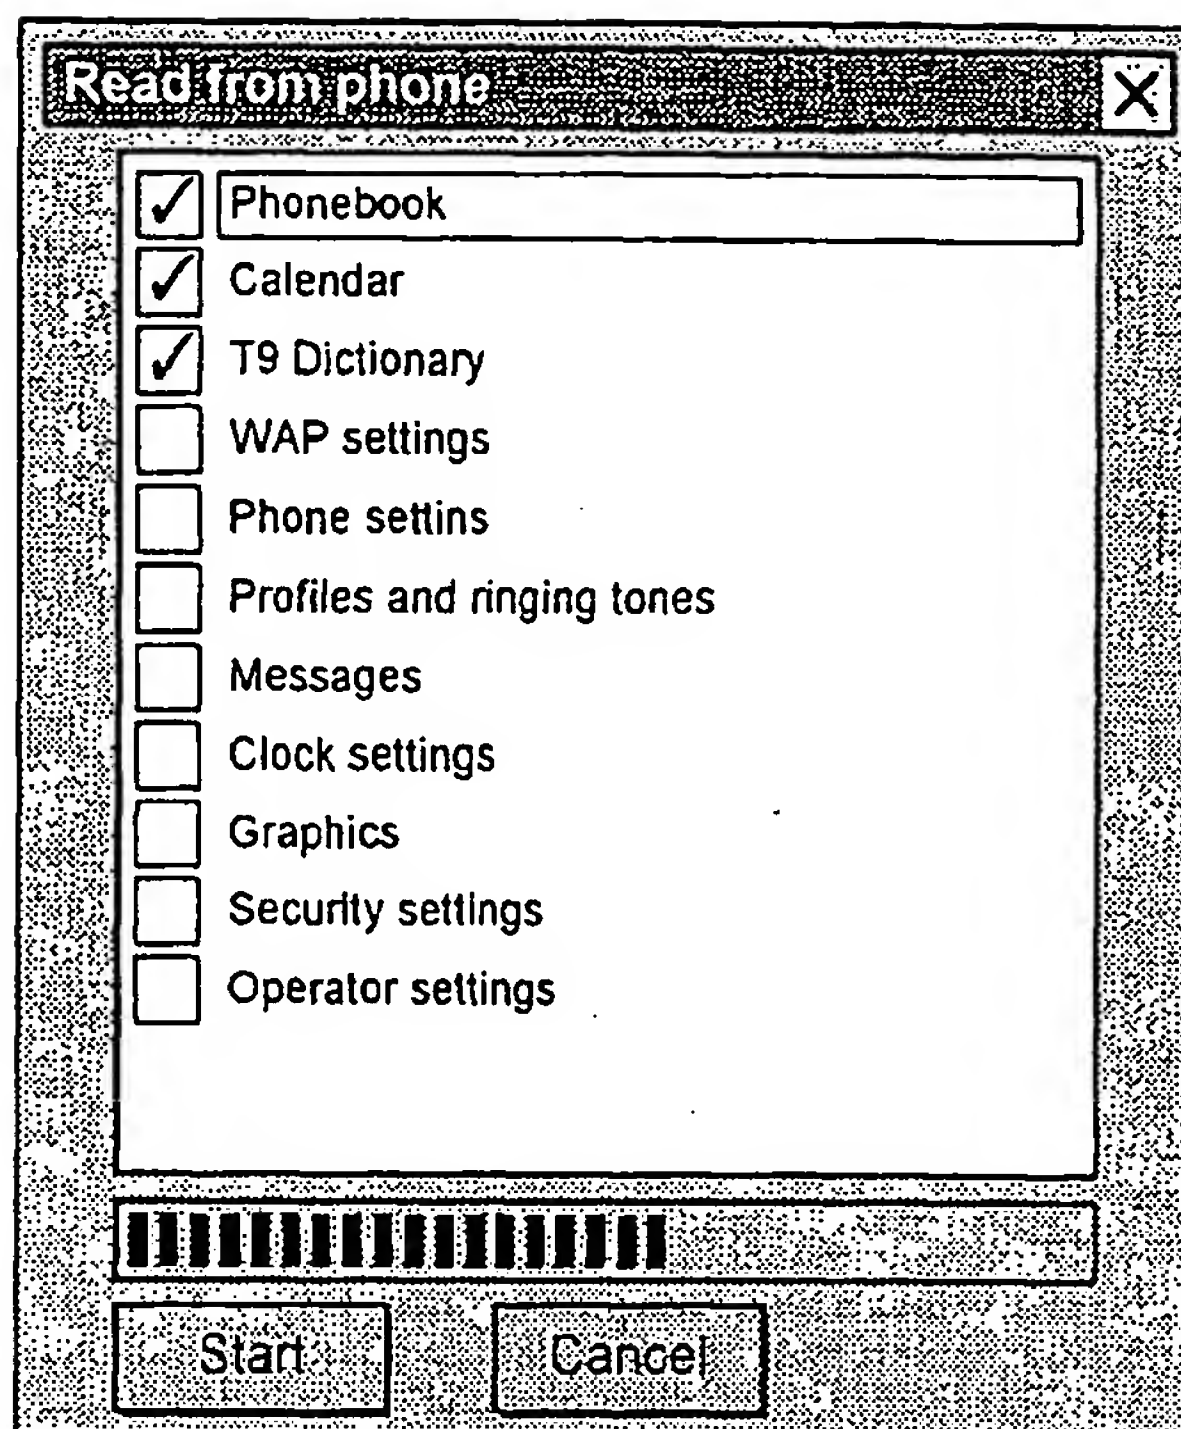 Read from phone
Phonebook
Calendar
T9 Dictionary
WAP settings
Phone settins
Profiles and ringing tones
Messages
Clock settings
Graphics
Security settings
Operator settings
Start
Cancel